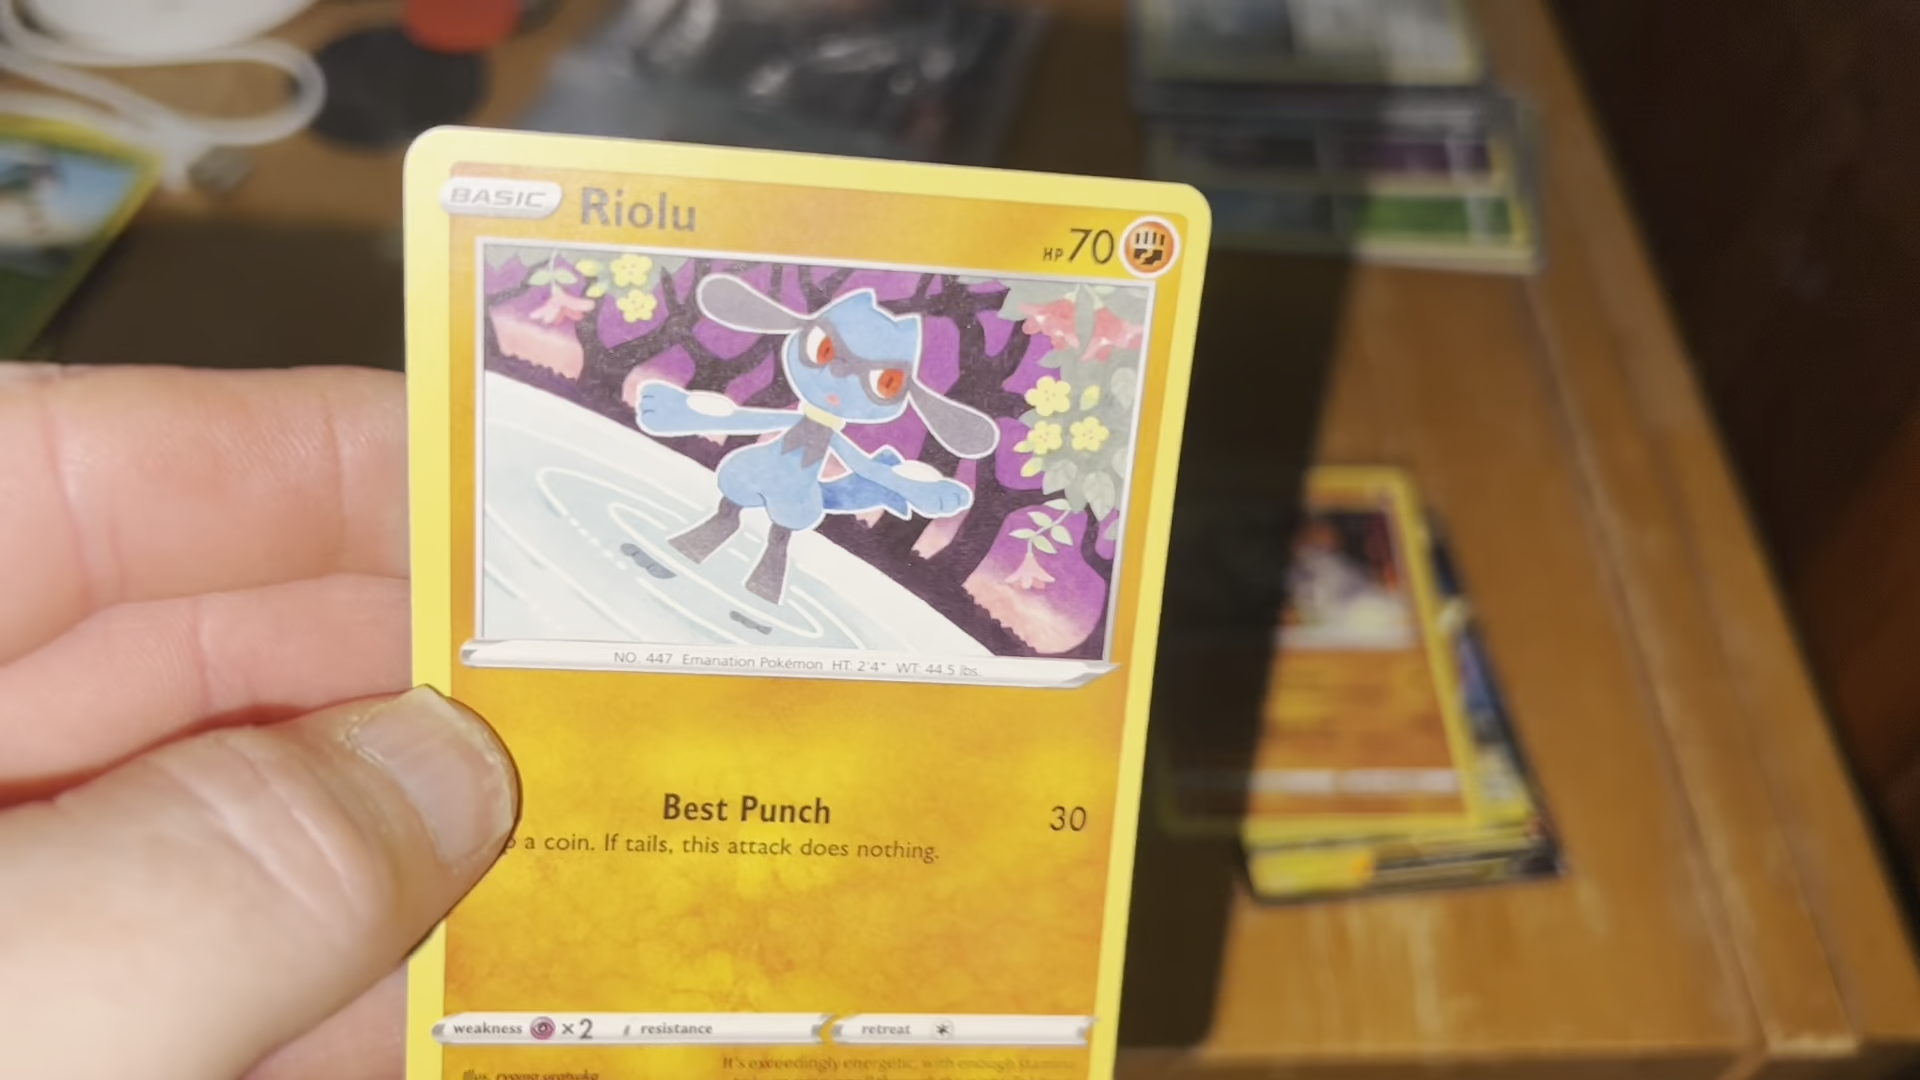 BASIC Riolu HP 70
NO. 447 Emanation Pokémon HT: 2'4" WT: 44.5 lbs.
Best Punch 30
a coin. If tails, this attack does nothing.
weakness ×2 resistance retreat
It's exceedingly energetic, with enough stamina